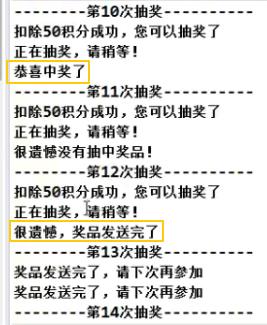 ---------第10次抽奖----------
扣除50积分成功，您可以抽奖了
正在抽奖，请稍等！
恭喜中奖了
---------第11次抽奖----------
扣除50积分成功，您可以抽奖了
正在抽奖，请稍等！
很遗憾没有抽中奖品！
---------第12次抽奖----------
扣除50积分成功，您可以抽奖了
正在抽奖，请稍等！
很遗憾，奖品发送完了
---------第13次抽奖----------
奖品发送完了，请下次再参加
奖品发送完了，请下次再参加
---------第14次抽奖----------